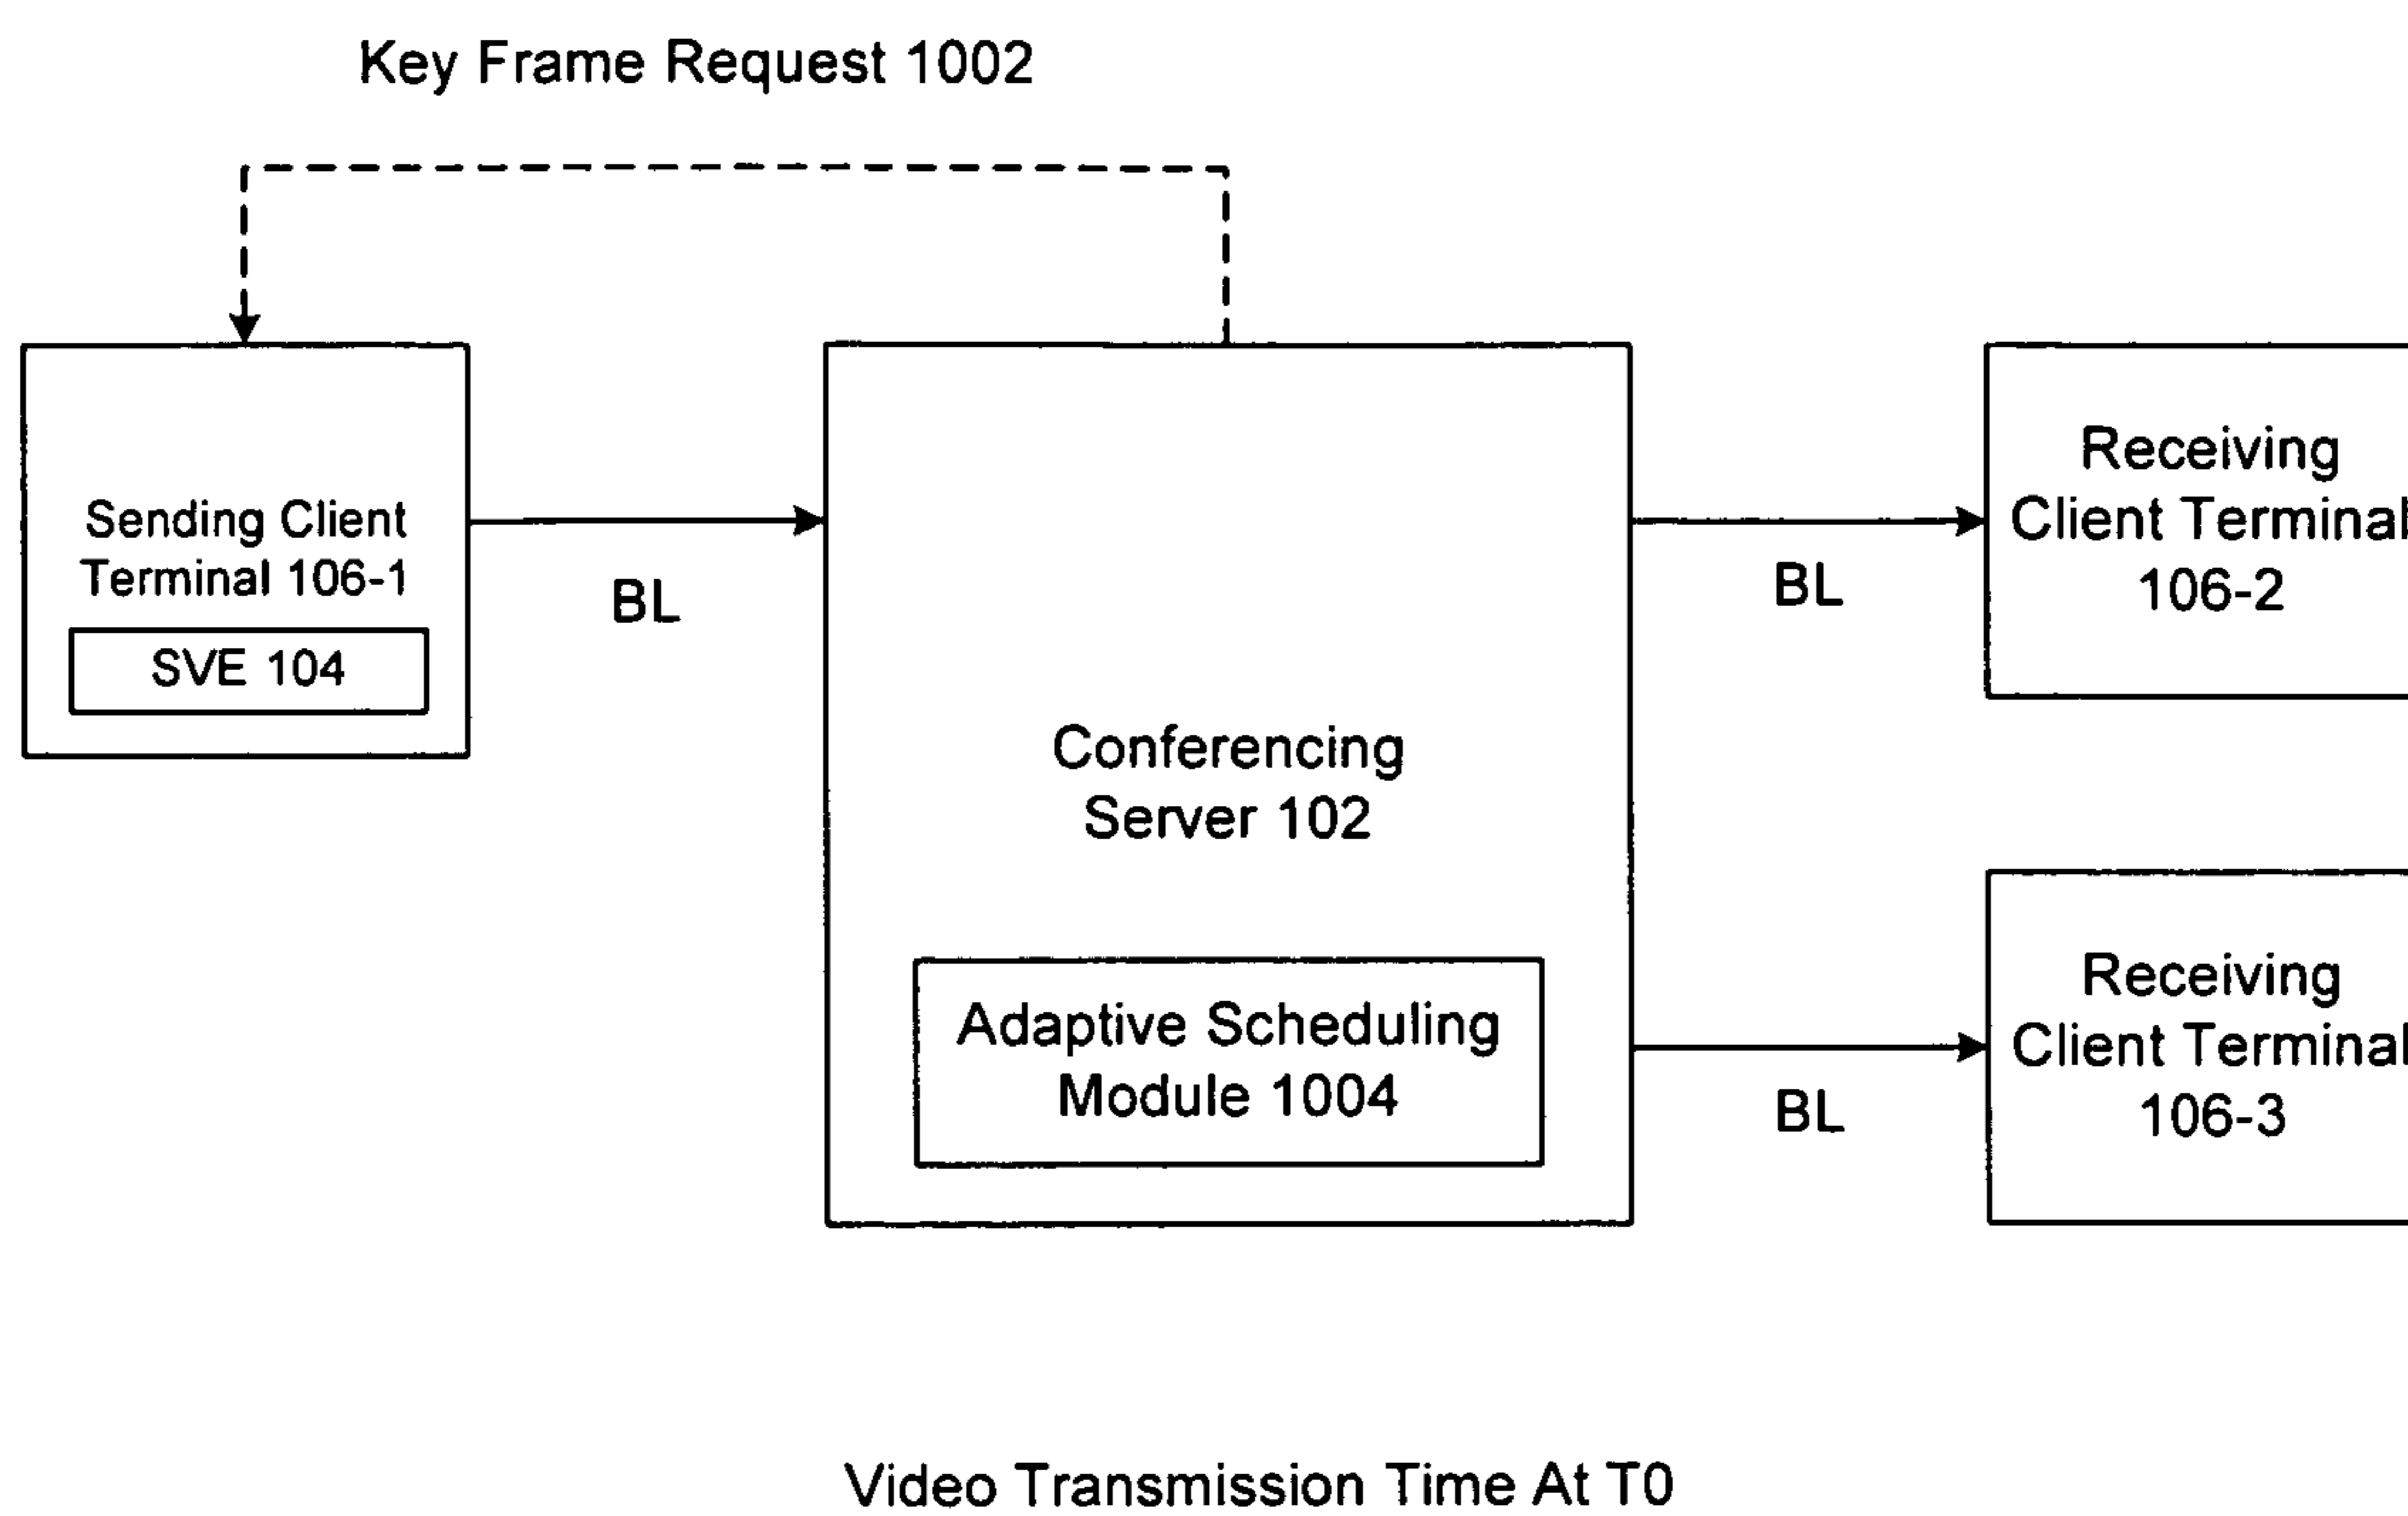 Key Frame Request 1002
Sending Client
Terminal 106-1
SVE 104
BL
Conferencing
Server 102
Adaptive Scheduling
Module 1004
BL
Receiving
Client Terminal
106-2
BL
Receiving
Client Terminal
106-3
Video Transmission Time At T0